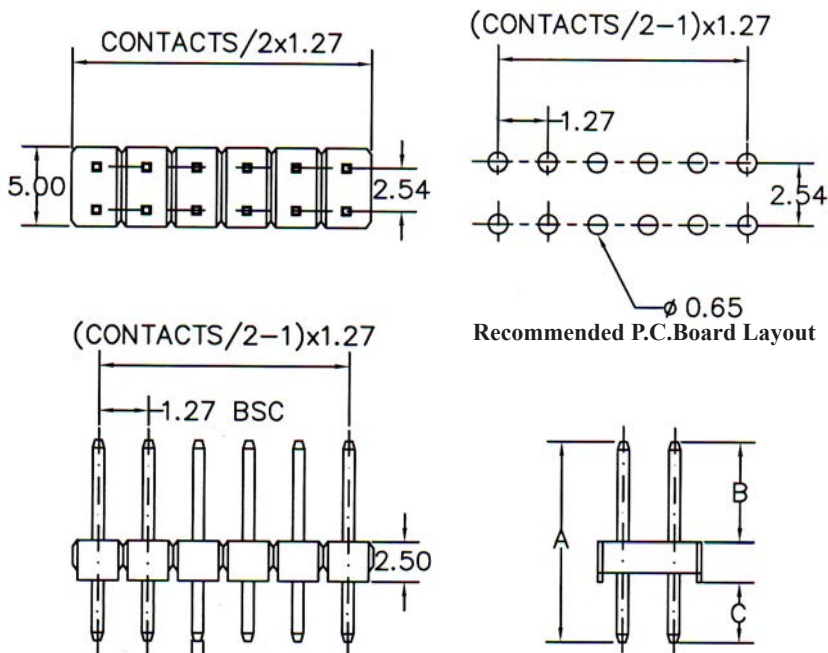 CONTACTS/2x1.27
5.00
2.54
(CONTACTS/2-1)x1.27
1.27
2.54
ø 0.65
Recommended P.C.Board Layout
(CONTACTS/2-1)x1.27
1.27 BSC
2.50
A
B
C